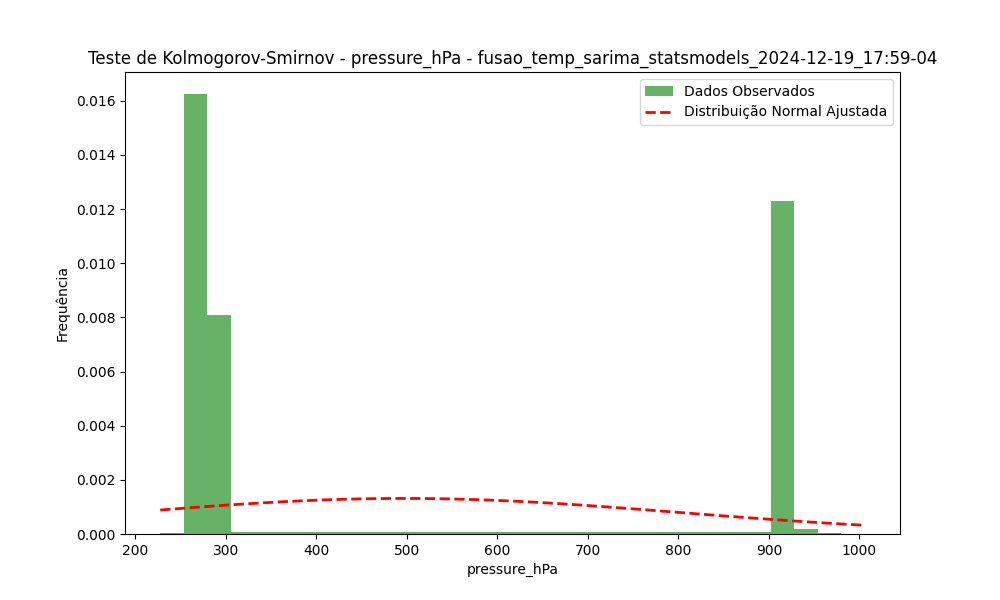 Teste de Kolmogorov-Smirnov - pressure_hPa - fusao_temp_sarima_statsmodels_2024-12-19_17:59-04
Dados Observados
Distribuição Normal Ajustada
0.016
0.014
0.012
0.010
0.008
0.006
0.004
0.002
0.000
Frequência
200 300 400 500 600 700 800 900 1000
pressure_hPa